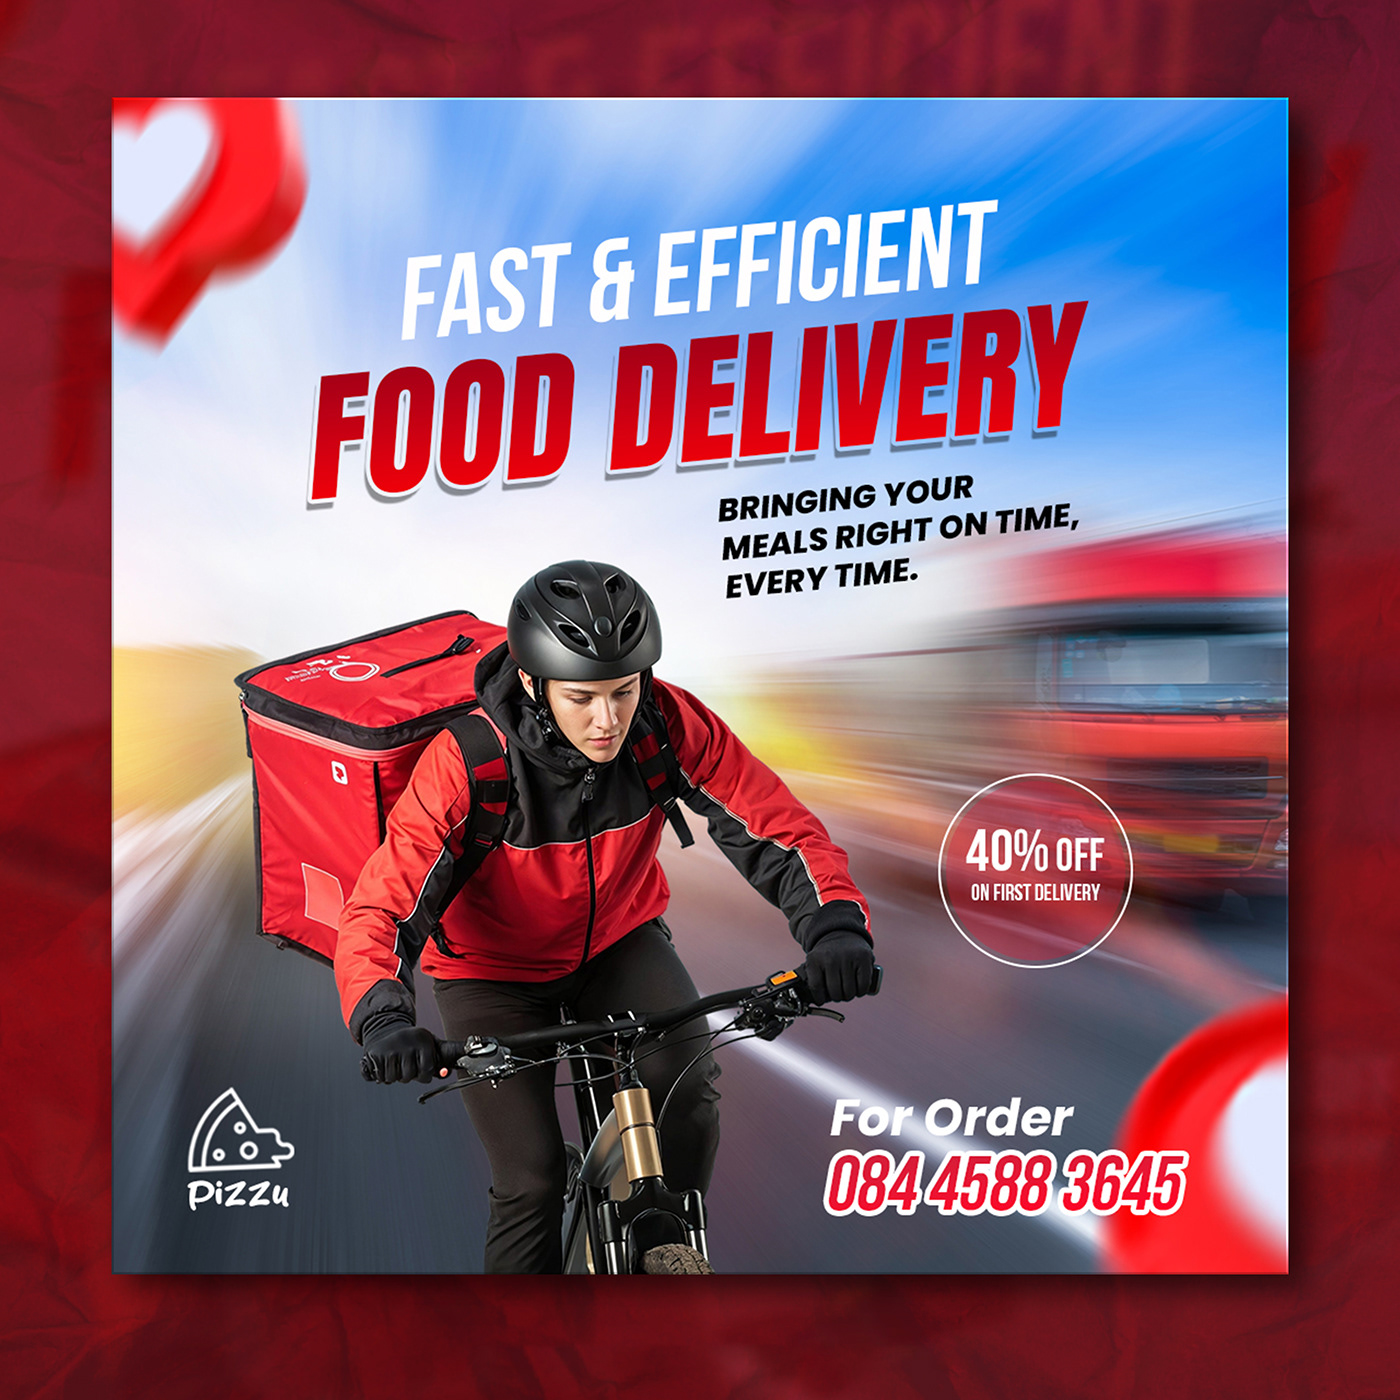 FAST & EFFICIENT
FOOD DELIVERY
BRINGING YOUR
MEALS RIGHT ON TIME,
EVERY TIME.
40% OFF
ON FIRST DELIVERY
For Order
084 4588 3645
Pizzu